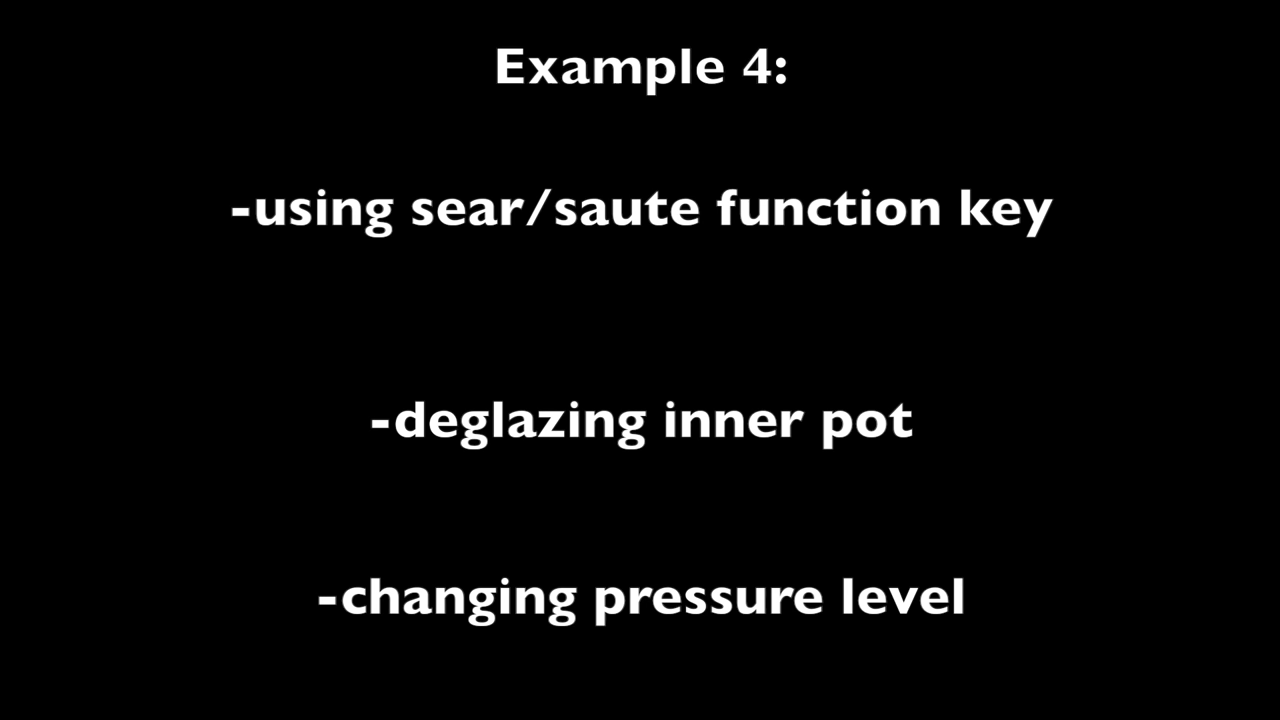 Example 4:
-using sear/saute function key
-deglazing inner pot
-changing pressure level